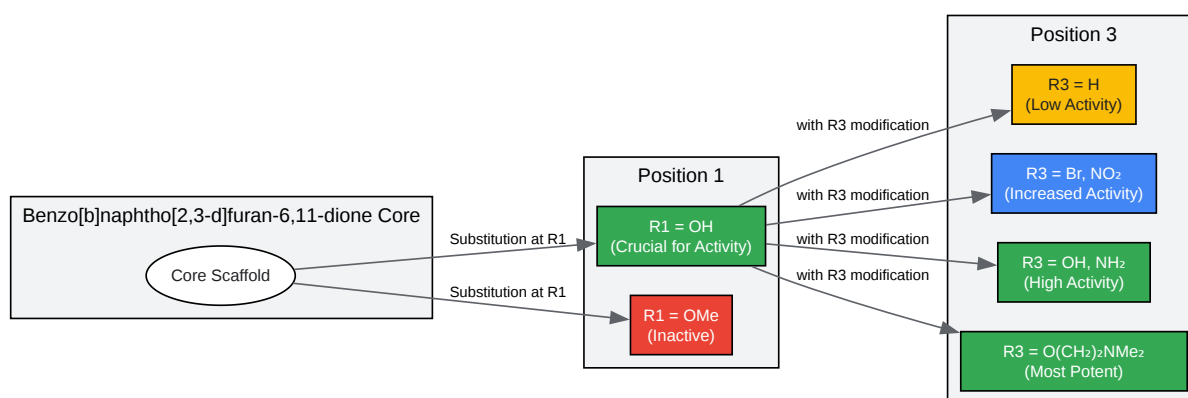 Benzo[b]naphtho[2,3-d]furan-6,11-dione Core
Core Scaffold
Substitution at R1
Substitution at R1
Position 1
R1 = OH
(Crucial for Activity)
R1 = OMe
(Inactive)
with R3 modification
with R3 modification
with R3 modification
with R3 modification
Position 3
R3 = H
(Low Activity)
R3 = Br, NO₂
(Increased Activity)
R3 = OH, NH₂
(High Activity)
R3 = O(CH₂)₂NMe₂
(Most Potent)